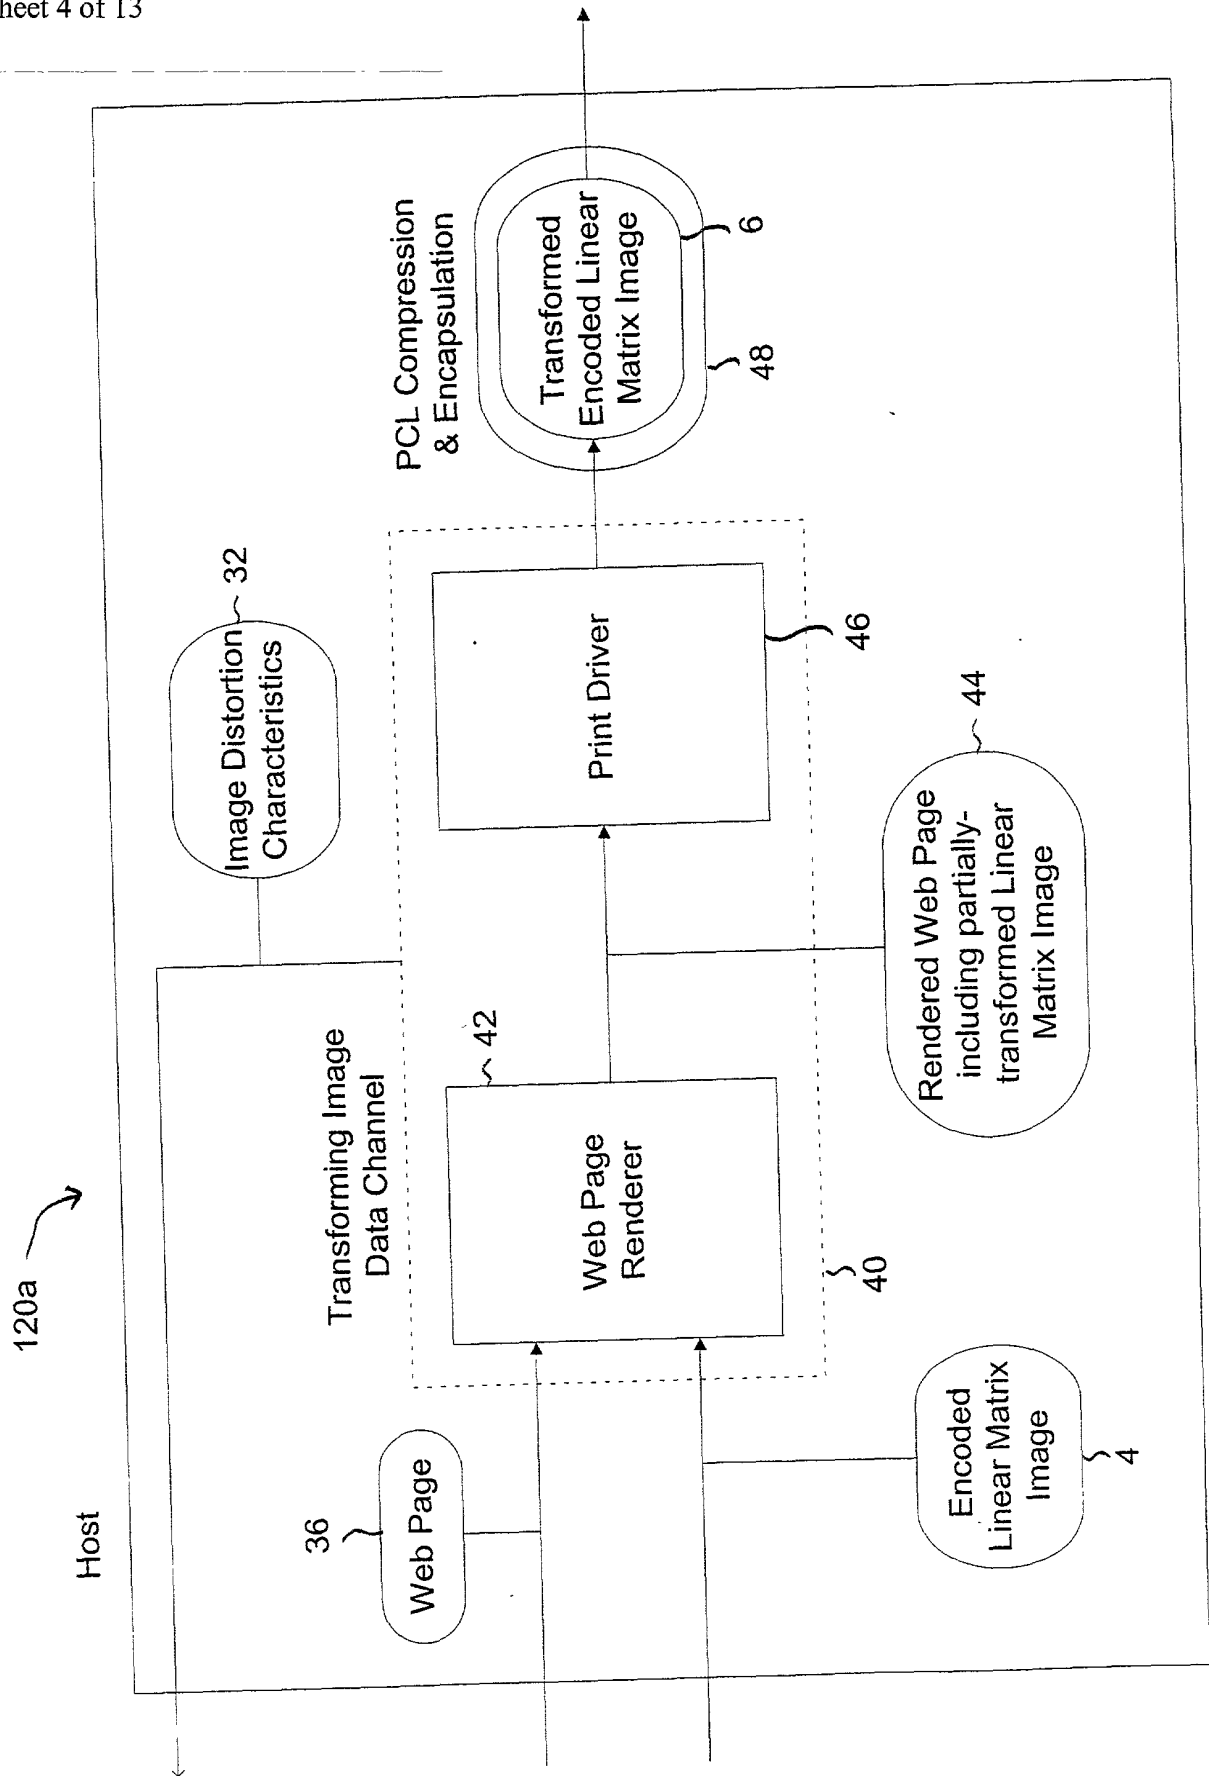 heet 4 of 13
120a
Host
Image Distortion
Characteristics
32
PCL Compression
& Encapsulation
Transforming Image
Data Channel
36
Web Page
42
Web Page
Renderer
Print Driver
46
Transformed
Encoded Linear
Matrix Image
6
48
40
Encoded
Linear Matrix
Image
4
Rendered Web Page
including partially-
transformed Linear
Matrix Image
44